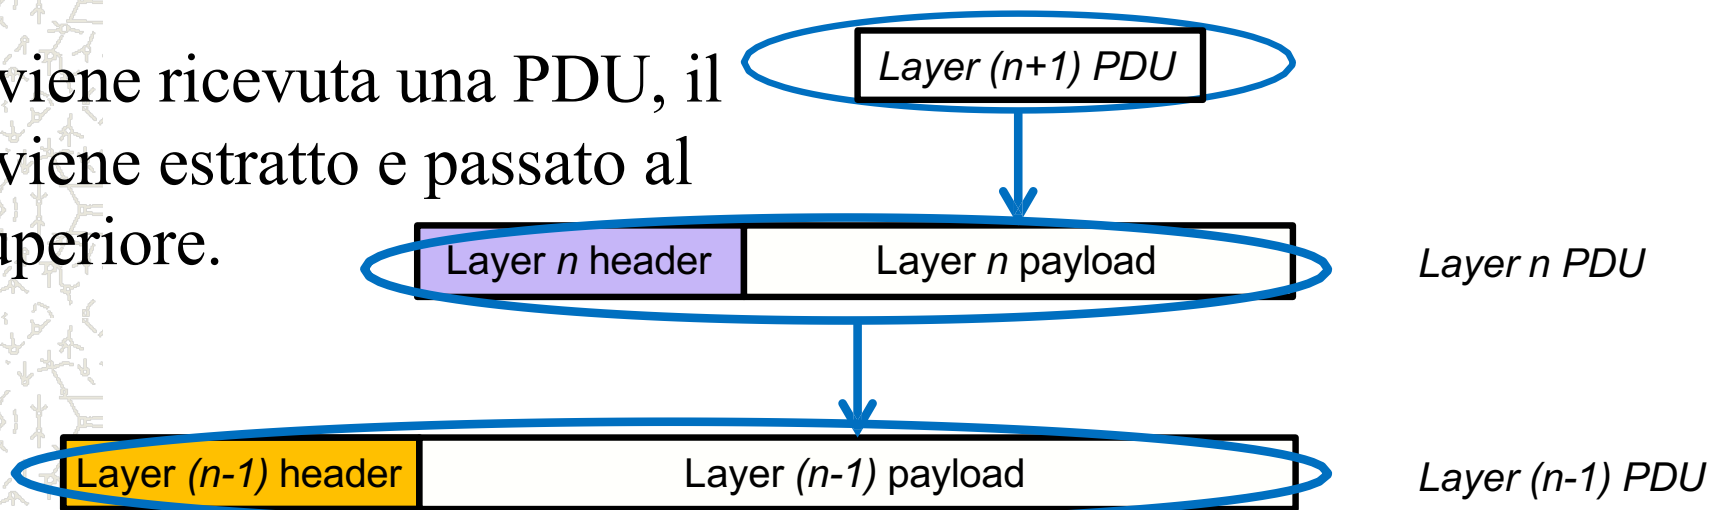 viene ricevuta una PDU, il
viene estratto e passato al
uperiore.
Layer (n+1) PDU
Layer n header
Layer n payload
Layer n PDU
Layer (n-1) header
Layer (n-1) payload
Layer (n-1) PDU